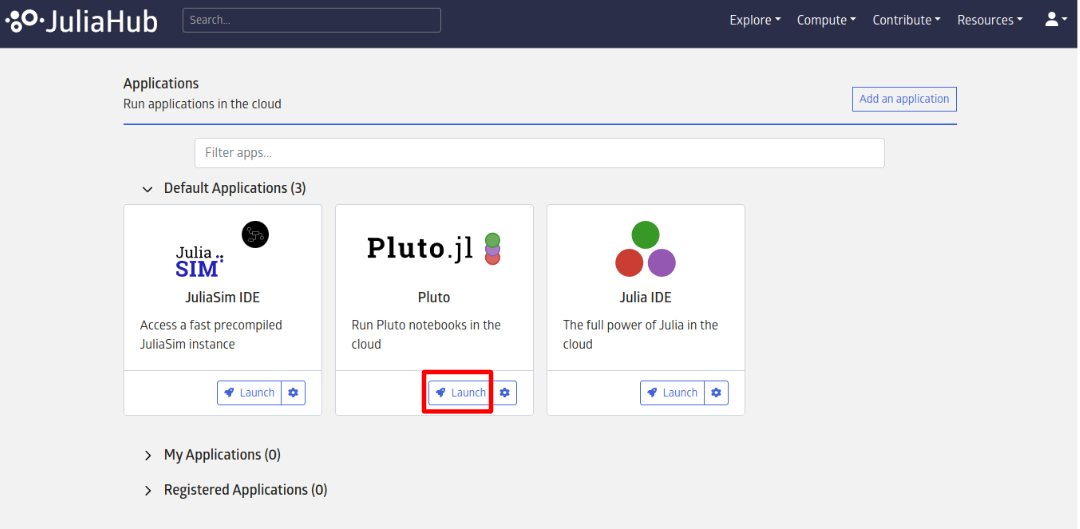 JuliaHub
Search...
Explore
Compute
Contribute
Resources
Applications
Run applications in the cloud
Add an application
Filter apps...
Default Applications (3)
Julia
SIM
JuliaSim IDE
Access a fast precompiled
JuliaSim instance
Launch
Pluto.jl
Pluto
Run Pluto notebooks in the
cloud
Launch
Julia IDE
The full power of Julia in the
cloud
Launch
My Applications (0)
Registered Applications (0)